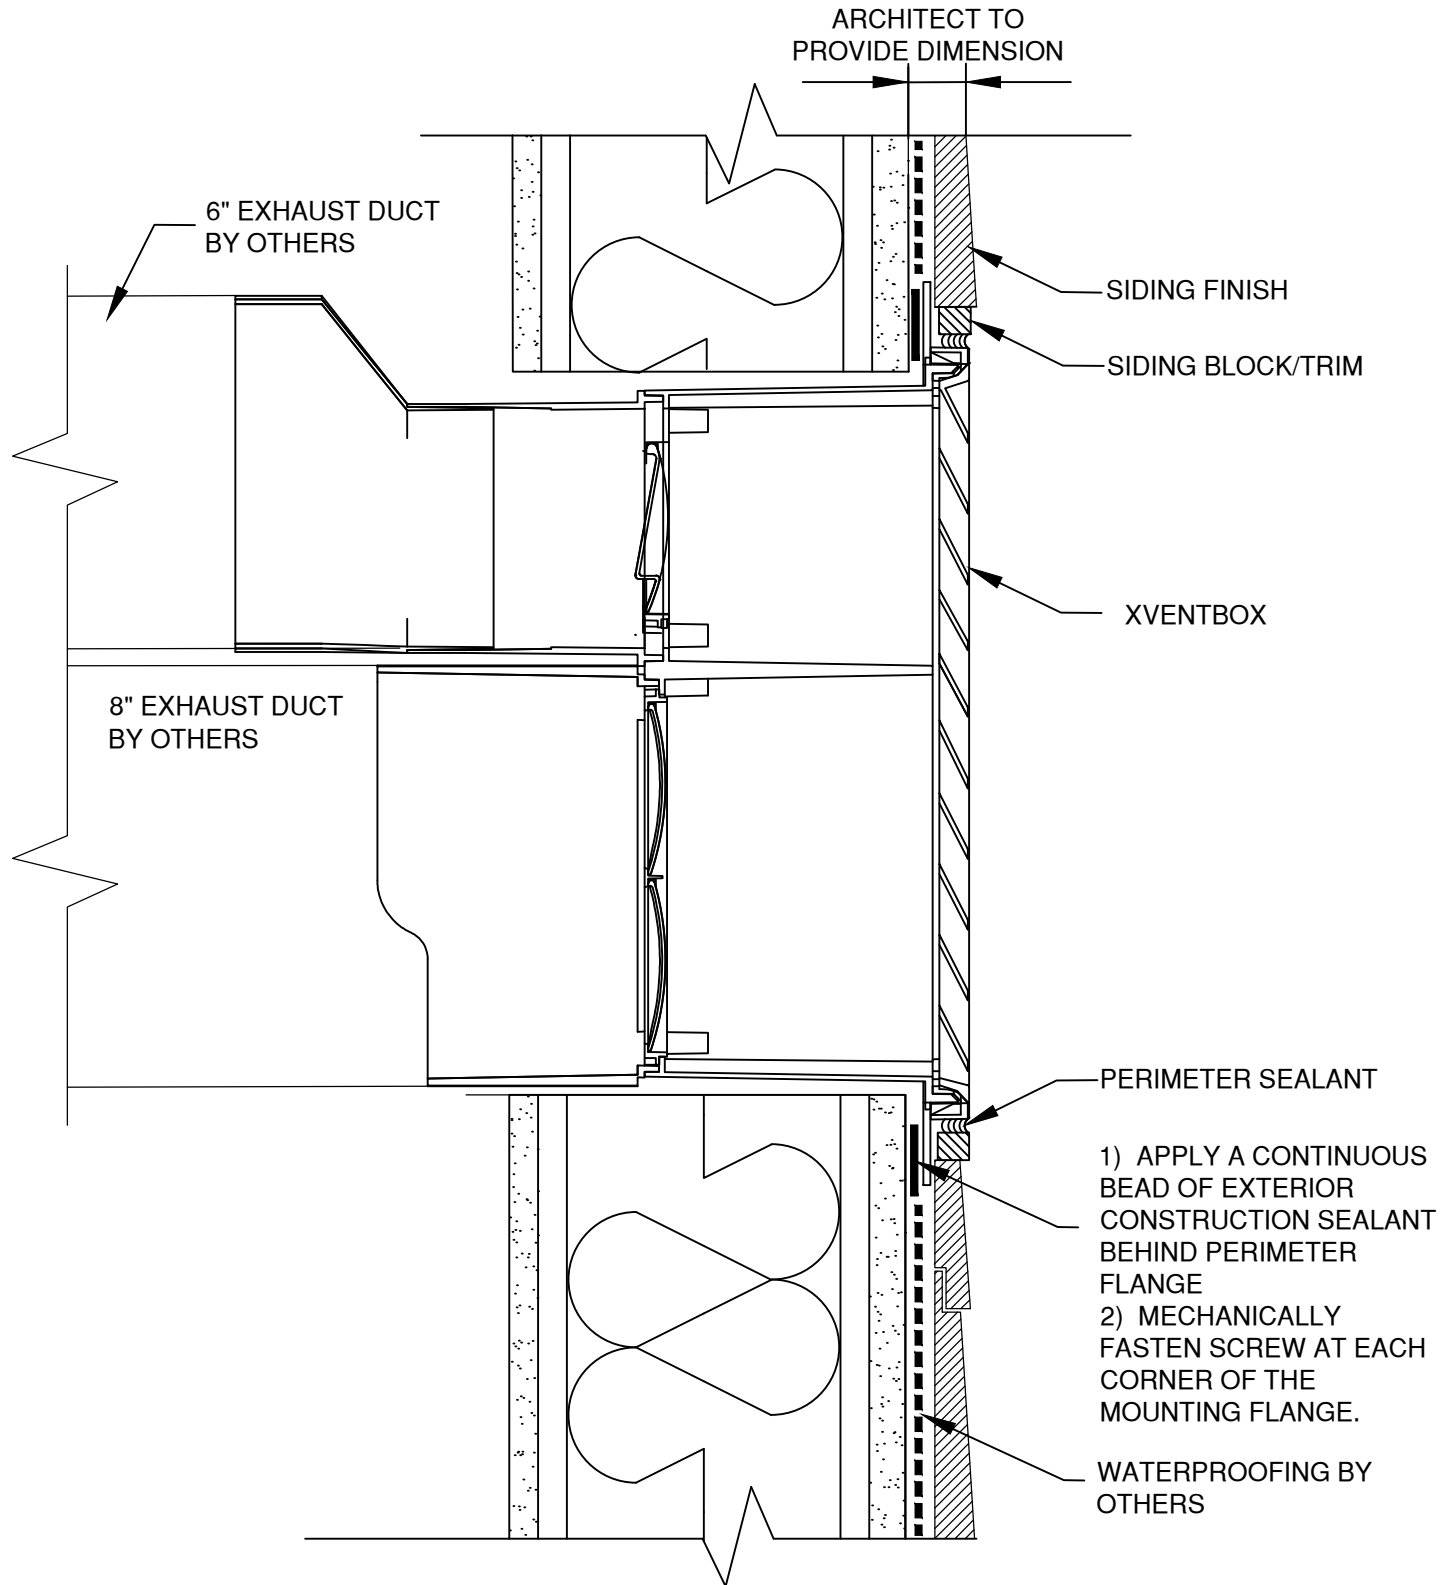 ARCHITECT TO
PROVIDE DIMENSION
6" EXHAUST DUCT
BY OTHERS
SIDING FINISH
SIDING BLOCK/TRIM
XVENTBOX
8" EXHAUST DUCT
BY OTHERS
PERIMETER SEALANT
1) APPLY A CONTINUOUS
BEAD OF EXTERIOR
CONSTRUCTION SEALANT
BEHIND PERIMETER
FLANGE
2) MECHANICALLY
FASTEN SCREW AT EACH
CORNER OF THE
MOUNTING FLANGE.
WATERPROOFING BY
OTHERS